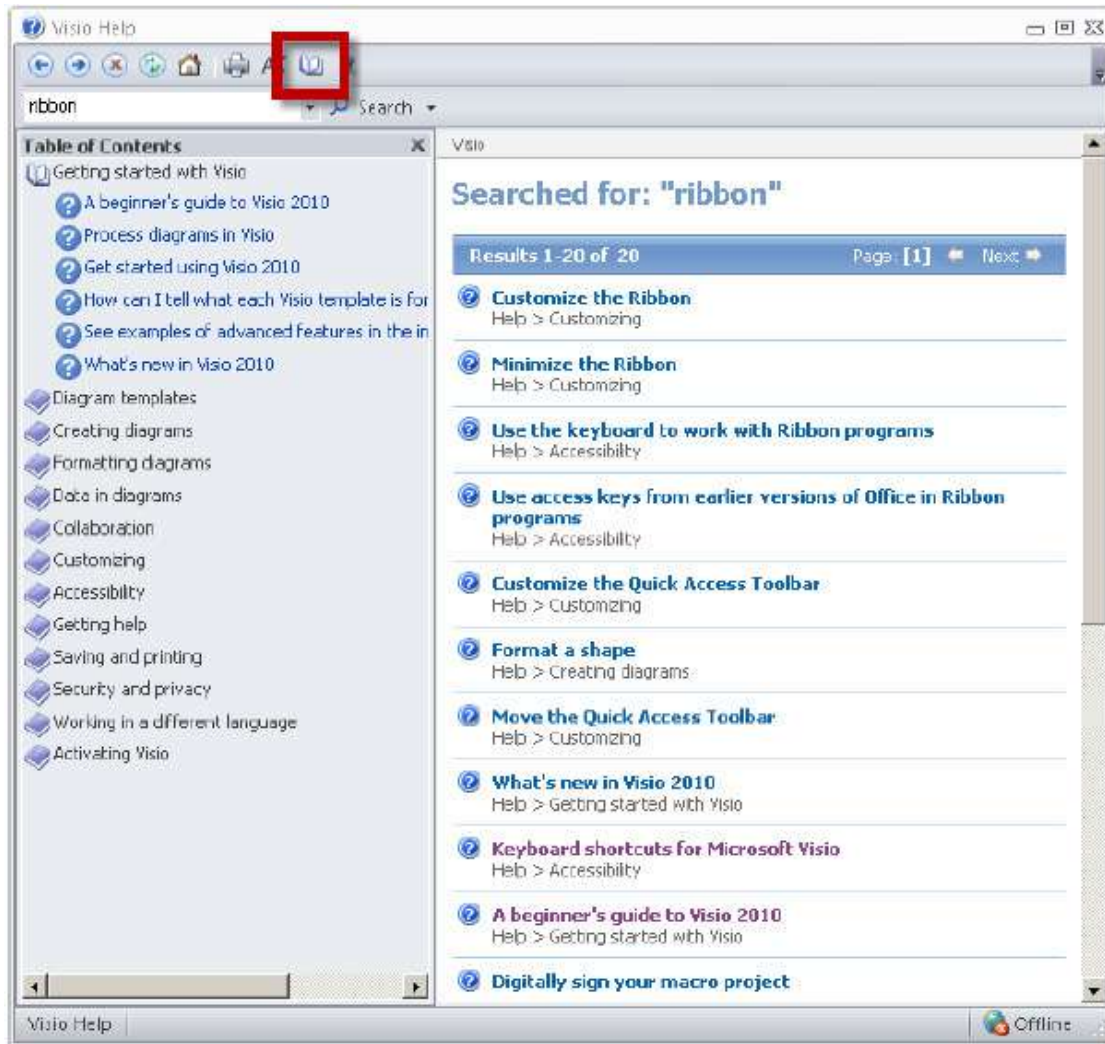 Visio Help
ribbon
Search
Table of Contents
Getting started with Visio
A beginner's guide to Visio 2010
Process diagrams in Visio
Get started using Visio 2010
How can I tell what each Visio template is for
See examples of advanced features in the in
What's new in Visio 2010
Diagram templates
Creating diagrams
Formatting diagrams
Data in diagrams
Collaboration
Customizing
Accessibility
Getting help
Saving and printing
Security and privacy
Working in a different language
Activating Visio
Visio
Searched for: "ribbon"
Results 1-20 of 20 Page: [1] Next
Customize the Ribbon
Help > Customizing
Minimize the Ribbon
Help > Customizing
Use the keyboard to work with Ribbon programs
Help > Accessibility
Use access keys from earlier versions of Office in Ribbon
programs
Help > Accessibility
Customize the Quick Access Toolbar
Help > Customizing
Format a shape
Help > Creating diagrams
Move the Quick Access Toolbar
Help > Customizing
What's new in Visio 2010
Help > Getting started with Visio
Keyboard shortcuts for Microsoft Visio
Help > Accessibility
A beginner's guide to Visio 2010
Help > Getting started with Visio
Digitally sign your macro project
Visio Help
Offline